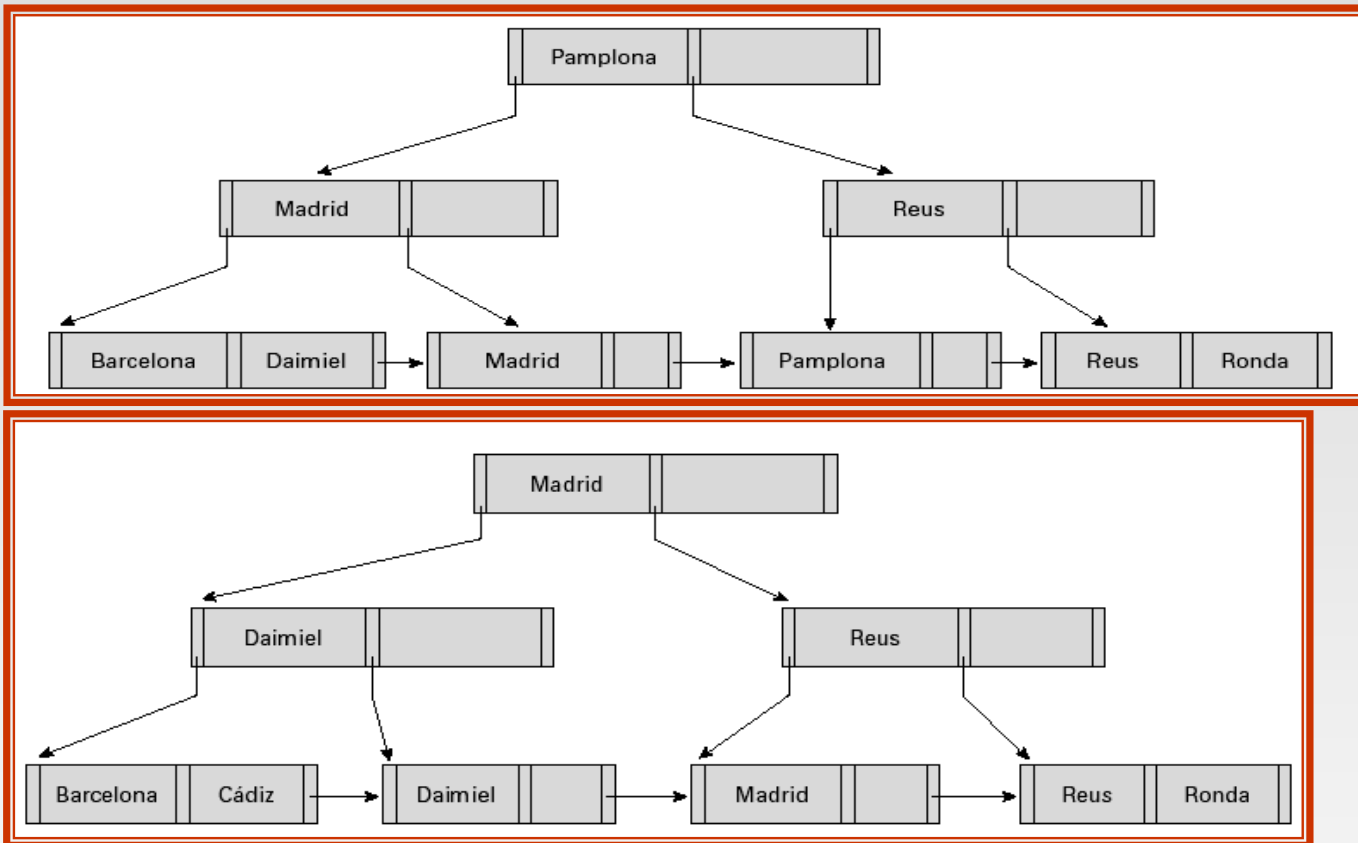 Pamplona
Madrid Reus
Barcelona Daimiel Madrid Pamplona Reus Ronda
Madrid
Daimiel Reus
Barcelona Cádiz Daimiel Madrid Reus Ronda